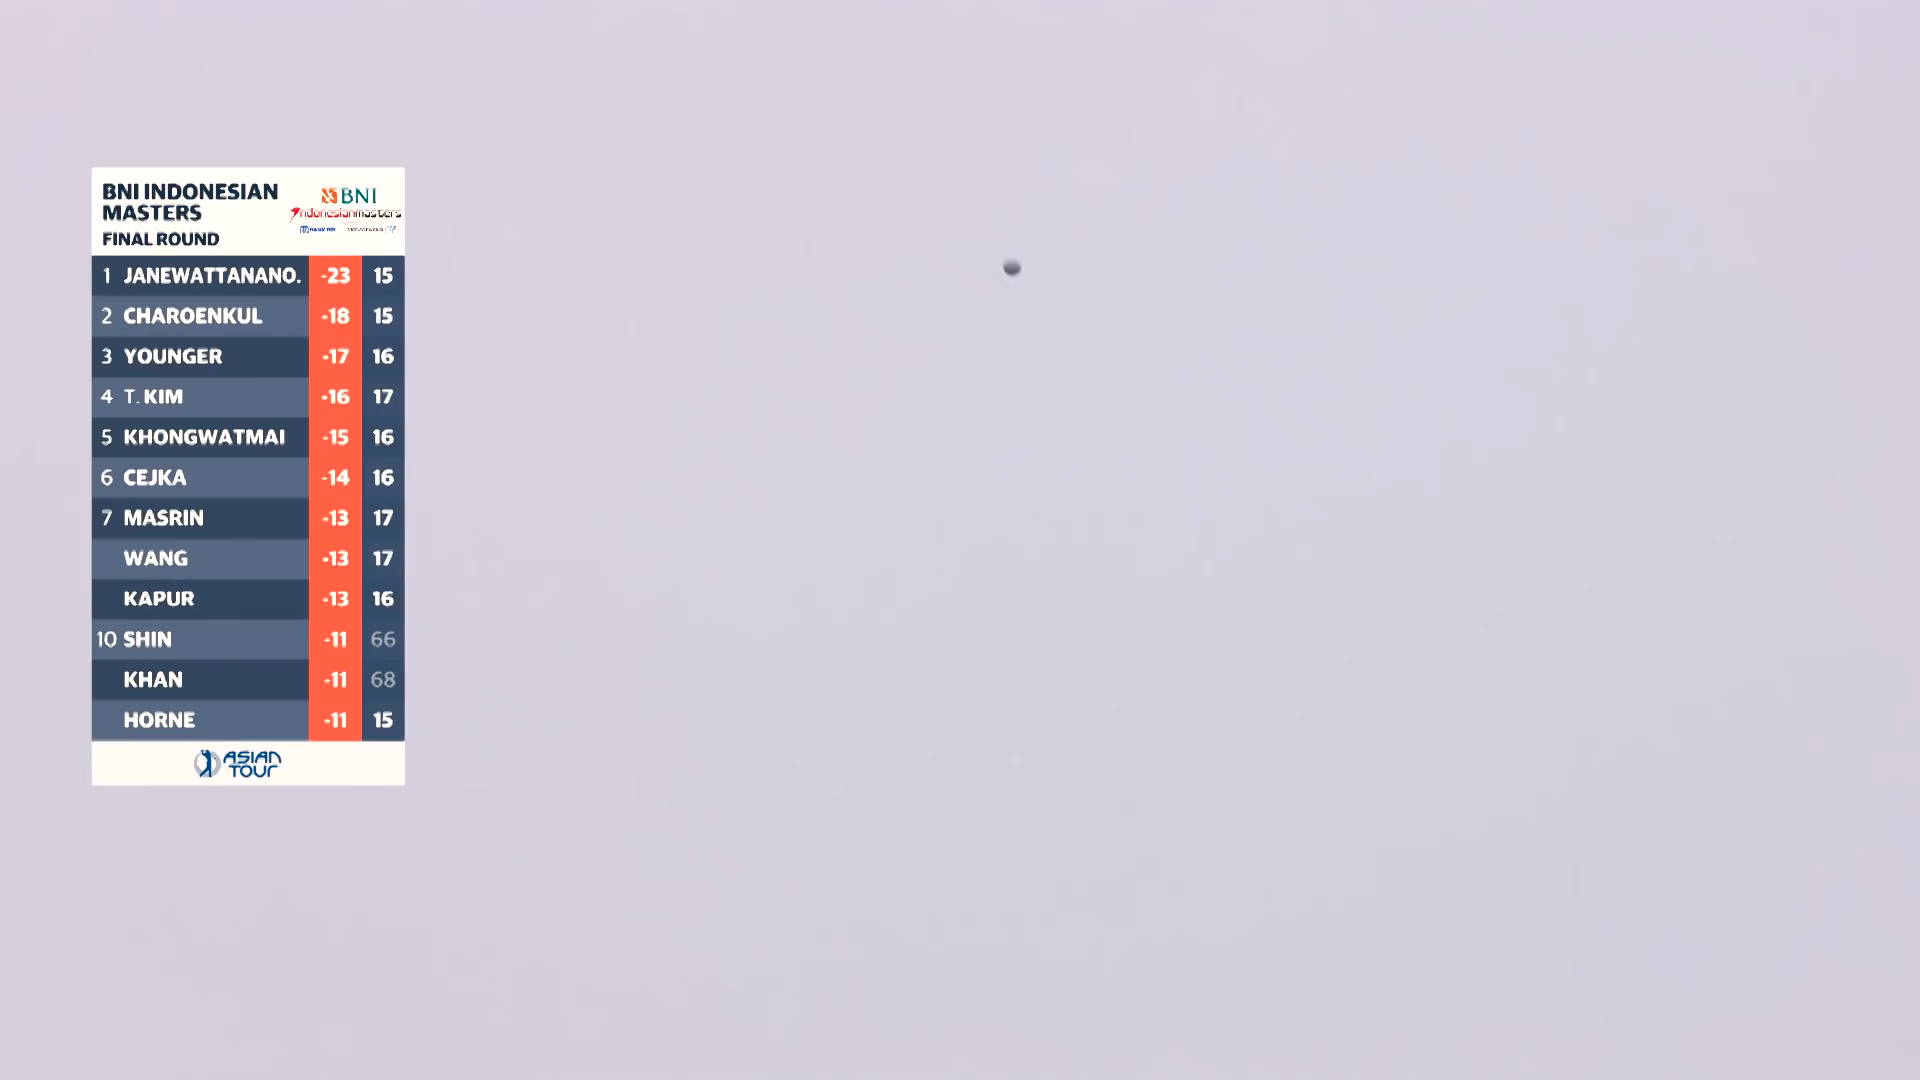 BNI INDONESIAN
MASTERS
FINAL ROUND
BNI
Indonesianmasters
1 JANEWATTANANO. -23 15
2 CHAROENKUL -18 15
3 YOUNGER -17 16
4 T. KIM -16 17
5 KHONGWATMAI -15 16
6 CEJKA -14 16
7 MASRIN -13 17
WANG -13 17
KAPUR -13 16
10 SHIN -11 66
KHAN -11 68
HORNE -11 15
ASIAN
TOUR